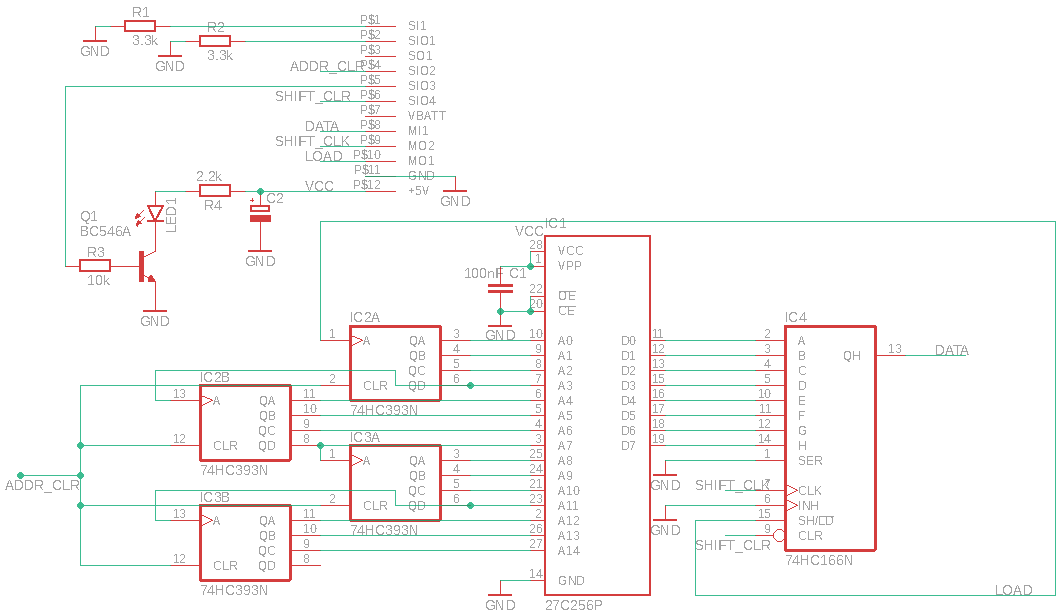 R1
3.3k
GND
R2
3.3k
GND
P$1 SI1
P$2 SIO1
P$3 SO1
ADDR_CLR P$4 SIO2
P$5 SIO3
SHIFT_CLR P$6 SIO4
P$7 VBATT
DATA P$8 MI1
SHIFT_CLK P$9 MO2
LOAD P$10 MO1
P$11 GND
VCC P$12 +5V
GND
2.2k
R4
C2
+
GND
LED1
Q1
BC546A
R3
10k
GND
IC1
VCC
28 VCC
1 VPP
100nF C1
22 OE
20 CE
GND
10 A0 D0 11
9 A1 D1 12
8 A2 D2 13
7 A3 D3 15
6 A4 D4 16
5 A5 D5 17
4 A6 D6 18
3 A7 D7 19
25 A8
24 A9
21 A10
23 A11
2 A12
26 A13
27 A14
14 GND
GND
27C256P
IC2A
1 A QA 3
QB 4
QC 5
2 CLR QD 6
74HC393N
IC2B
13 A QA 11
QB 10
QC 9
12 CLR QD 8
74HC393N
IC3A
1 A QA 3
QB 4
QC 5
2 CLR QD 6
74HC393N
IC3B
13 A QA 11
QB 10
QC 9
12 CLR QD 8
74HC393N
ADDR_CLR
IC4
2 A QH 13 DATA
3 B
4 C
5 D
10 E
11 F
12 G
14 H
1 SER
GND
SHIFT_CLK 7 CLK
6 INH
GND
15 SH/LD
9 CLR
SHIFT_CLR
74HC166N
LOAD